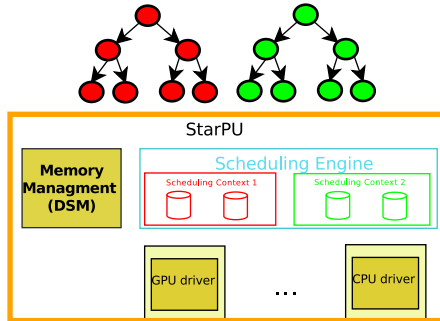 StarPU
Scheduling Engine
Memory
Managment
(DSM)
Scheduling Context 1
Scheduling Context 2
GPU driver
...
CPU driver